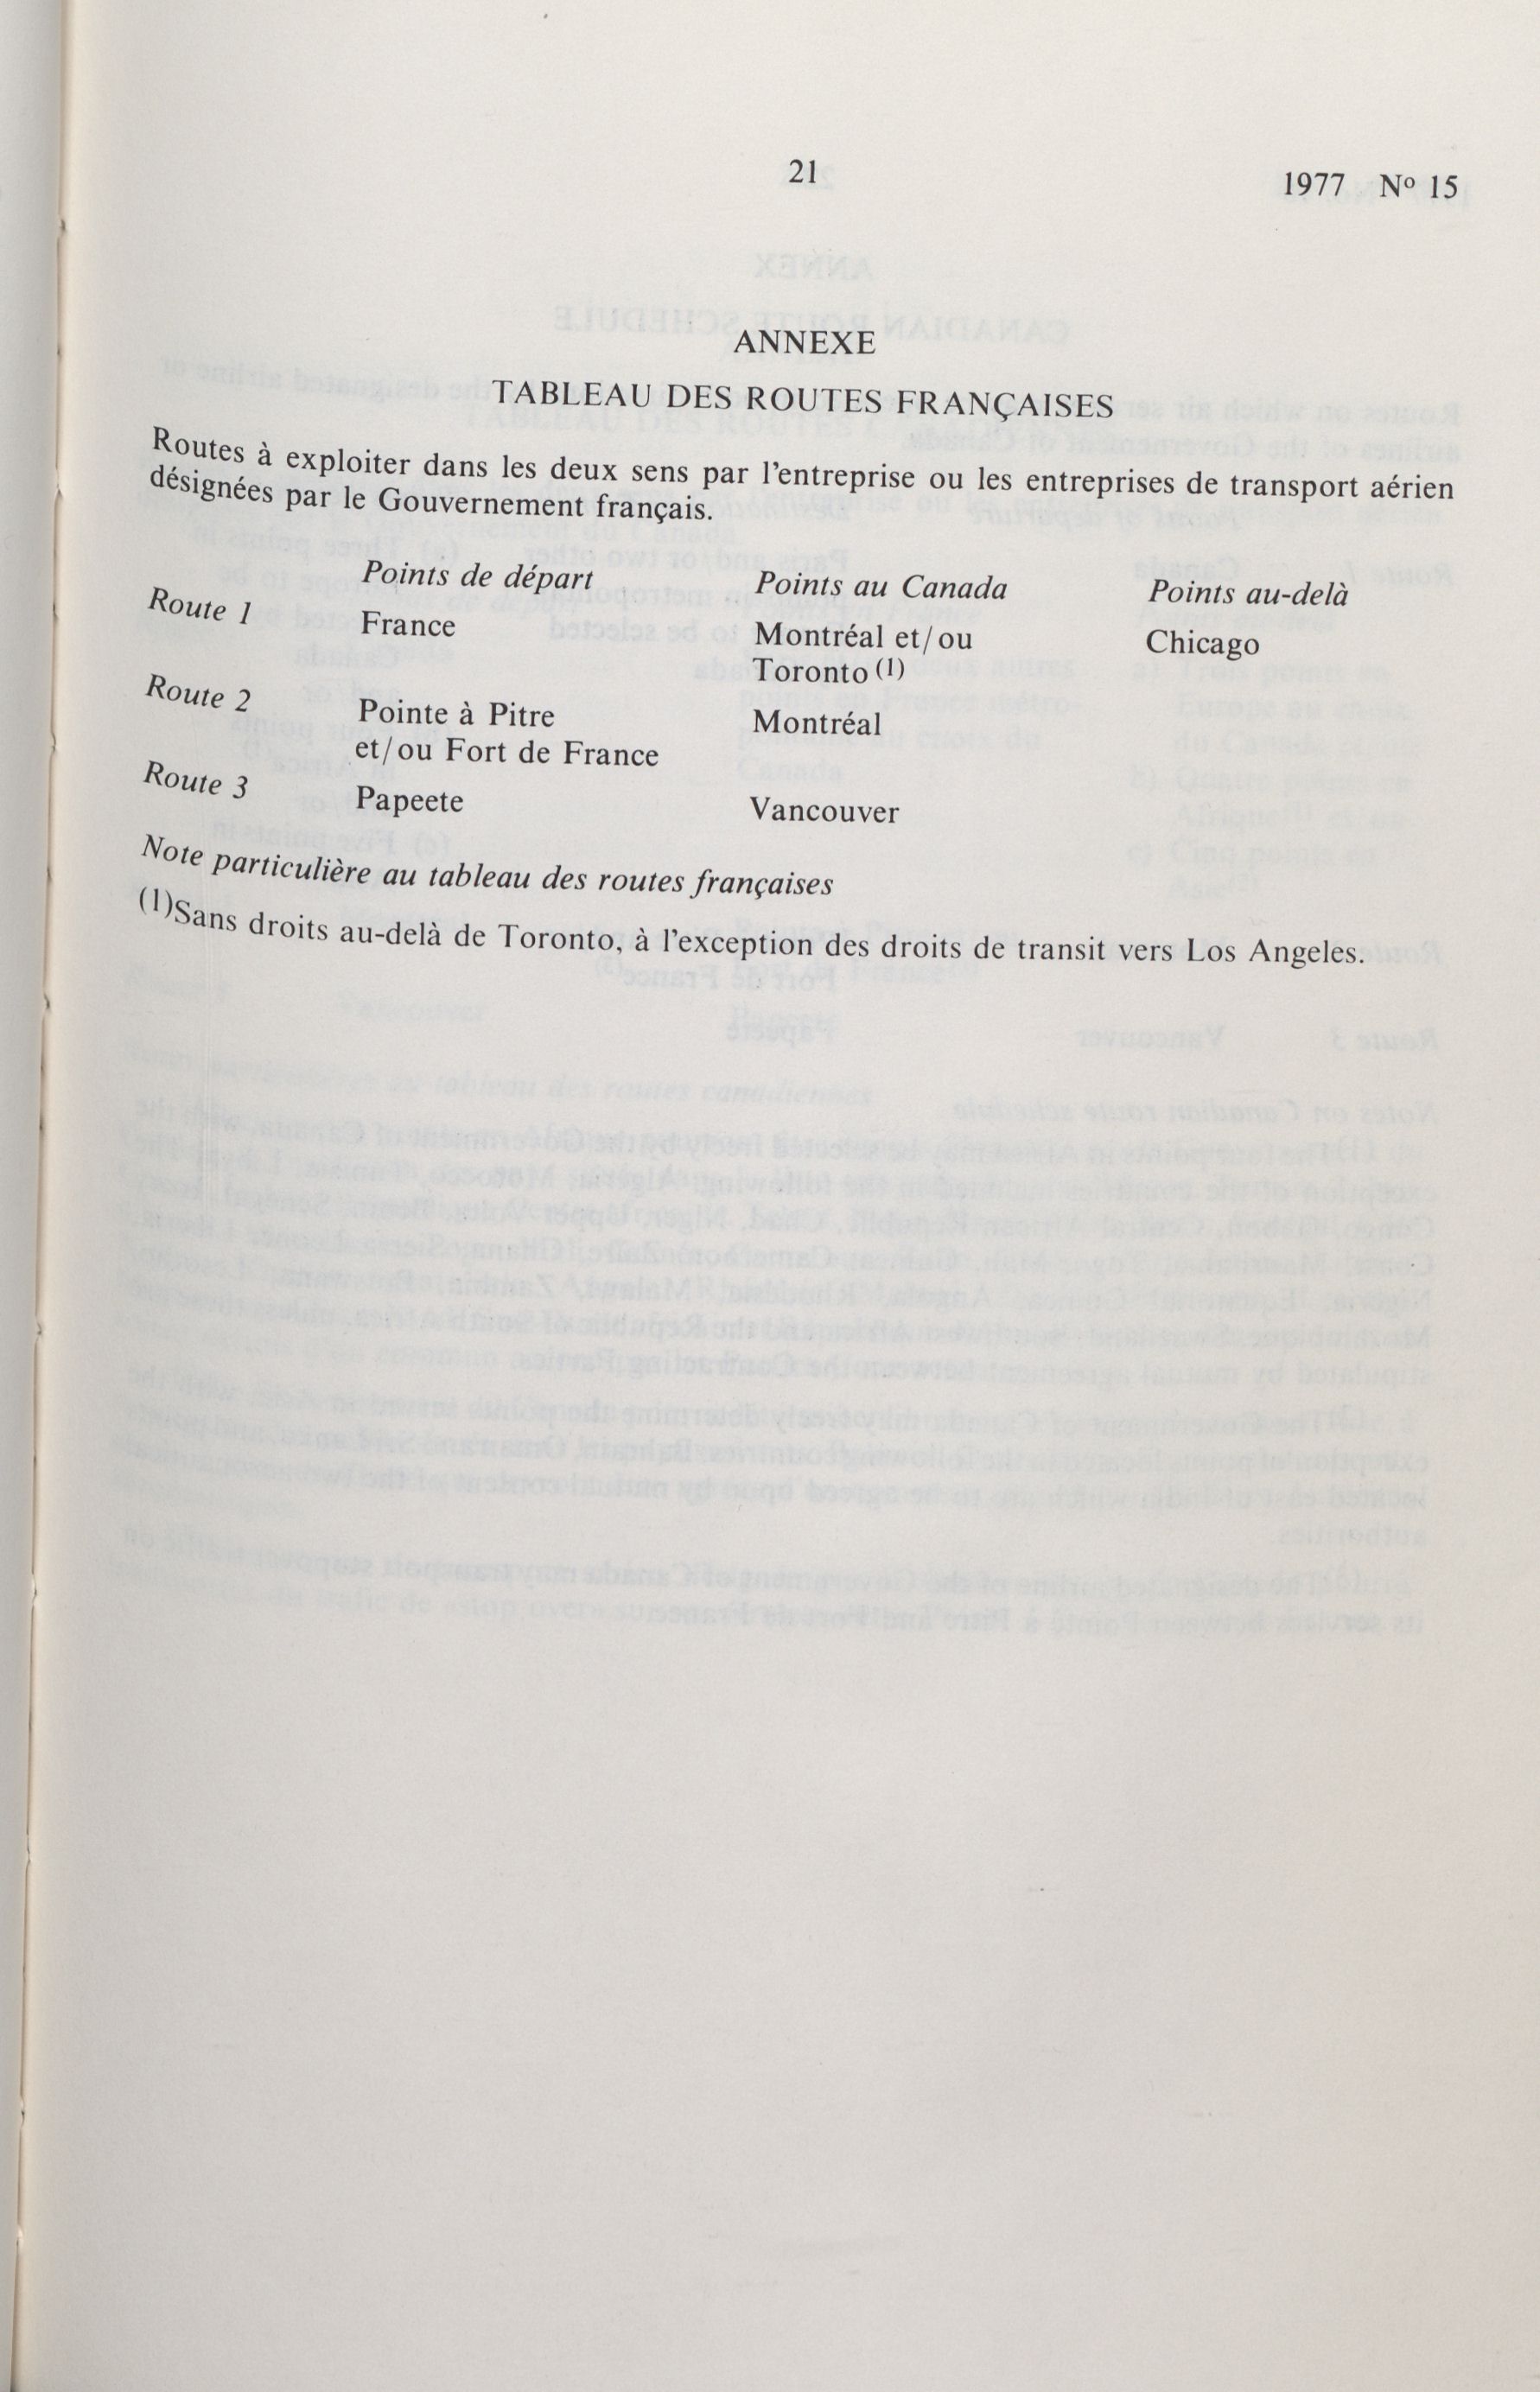 21
1977 Nº 15
ANNEXE
TABLEAU DES ROUTES FRANÇAISES
Routes à exploiter dans les deux sens par l'entreprise ou les entreprises de transport aérien
désignées par le Gouvernement français.
Points de départ Points au Canada Points au-delà
Route 1 France Montréal et/ou Chicago
Toronto (1)
Route 2 Pointe à Pitre Montréal
et/ou Fort de France
Route 3 Papeete Vancouver
Note particulière au tableau des routes françaises
(1)Sans droits au-delà de Toronto, à l'exception des droits de transit vers Los Angeles.